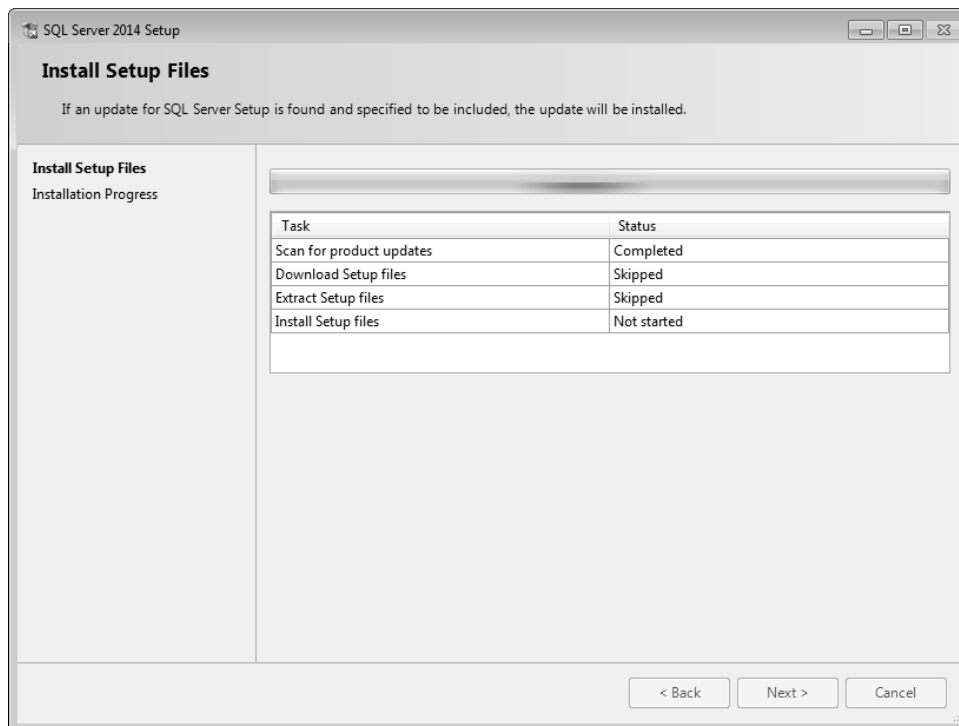 SQL Server 2014 Setup
Install Setup Files
If an update for SQL Server Setup is found and specified to be included, the update will be installed.
Install Setup Files
Installation Progress
Task Status
Scan for product updates Completed
Download Setup files Skipped
Extract Setup files Skipped
Install Setup files Not started
< Back Next > Cancel